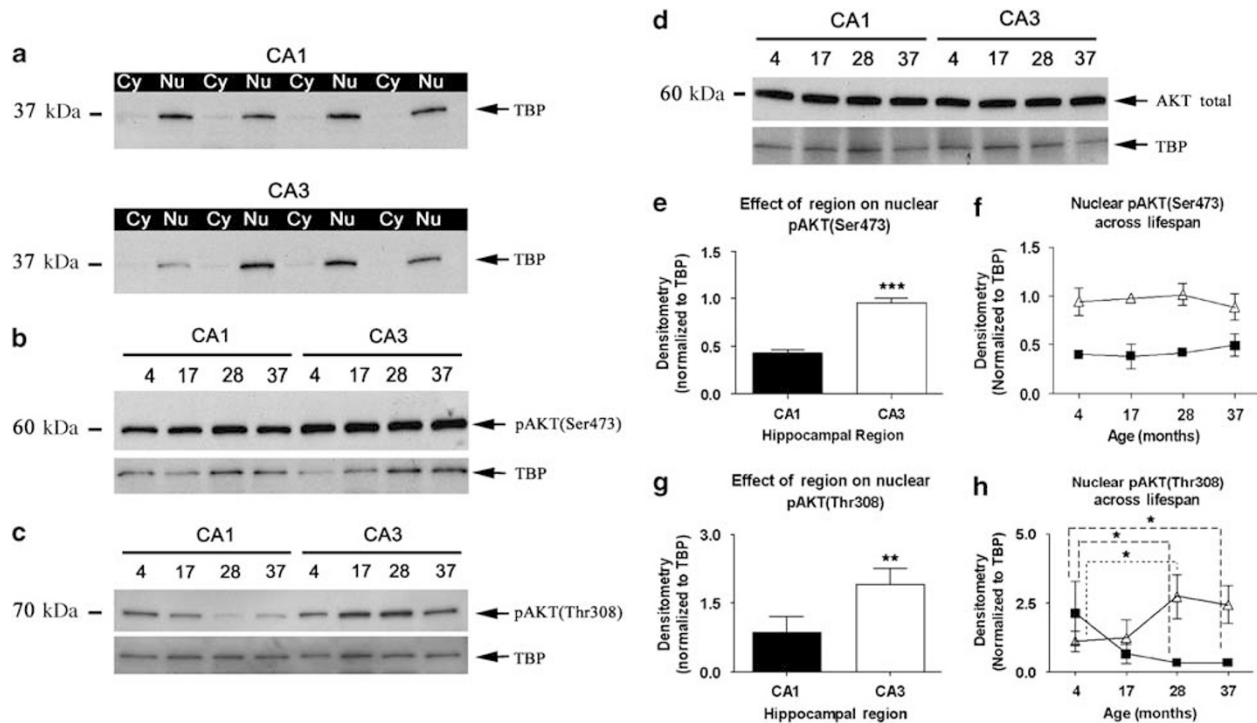 a
CA1
Cy Nu Cy Nu Cy Nu Cy Nu
37 kDa
TBP
CA3
Cy Nu Cy Nu Cy Nu Cy Nu
37 kDa
TBP
b
CA1 CA3
4 17 28 37 4 17 28 37
60 kDa
pAKT(Ser473)
TBP
c
CA1 CA3
4 17 28 37 4 17 28 37
70 kDa
pAKT(Thr308)
TBP
d
CA1 CA3
4 17 28 37 4 17 28 37
60 kDa
AKT total
TBP
e
Effect of region on nuclear
pAKT(Ser473)
Densitometry
(normalized to TBP)
1.5
1.0
0.5
0.0
***
CA1 CA3
Hippocampal Region
f
Nuclear pAKT(Ser473)
across lifespan
Densitometry
(Normalized to TBP)
1.5
1.0
0.5
0.0
4 17 28 37
Age (months)
g
Effect of region on nuclear
pAKT(Thr308)
Densitometry
(normalized to TBP)
3.0
1.5
0.0
**
CA1 CA3
Hippocampal region
h
Nuclear pAKT(Thr308)
across lifespan
Densitometry
(Normalized to TBP)
5.0
2.5
0.0
*
*
*
4 17 28 37
Age (months)